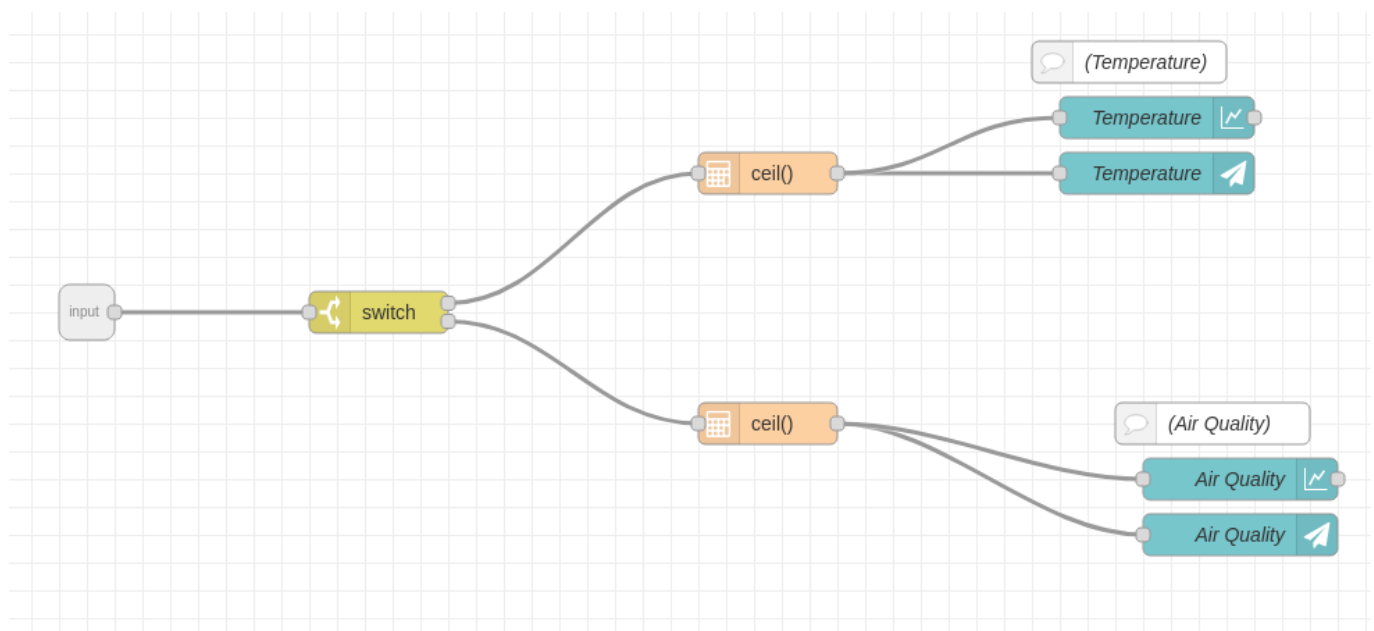 (Temperature)
Temperature
ceil()
Temperature
input
switch
ceil()
(Air Quality)
Air Quality
Air Quality